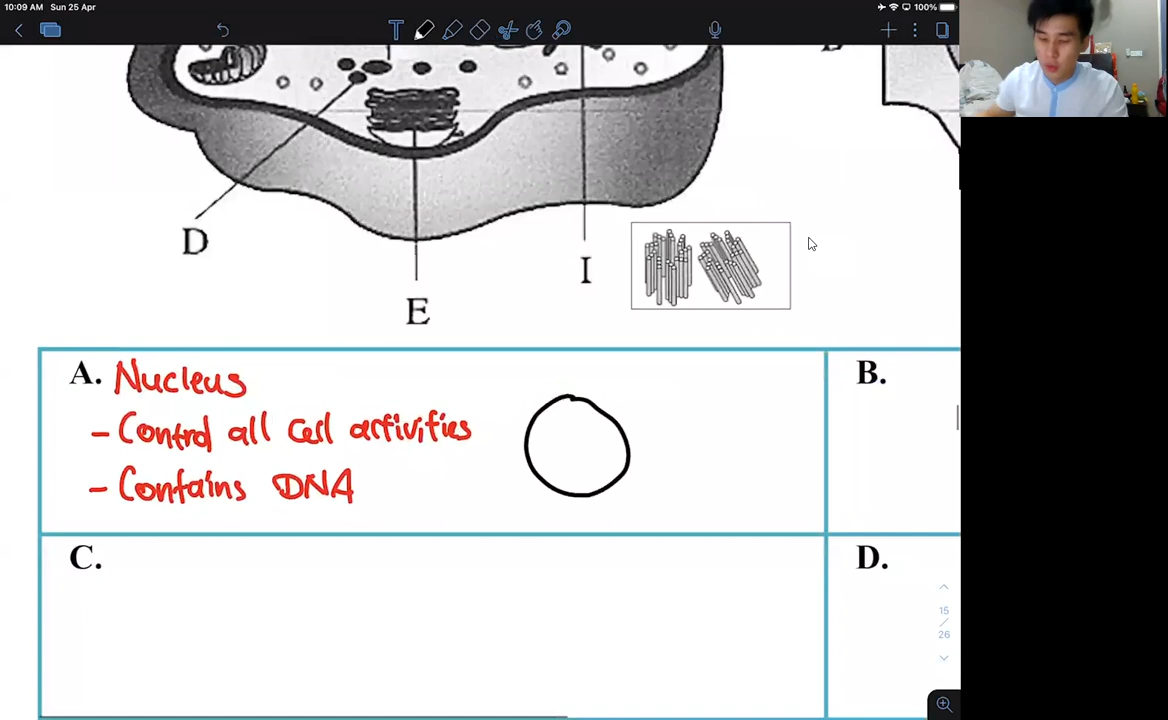 10:09 AM Sun 25 Apr
100%
T
D
E
I
A. Nucleus
- Control all cell activities
- Contains DNA
B.
C.
D.
15
/
26